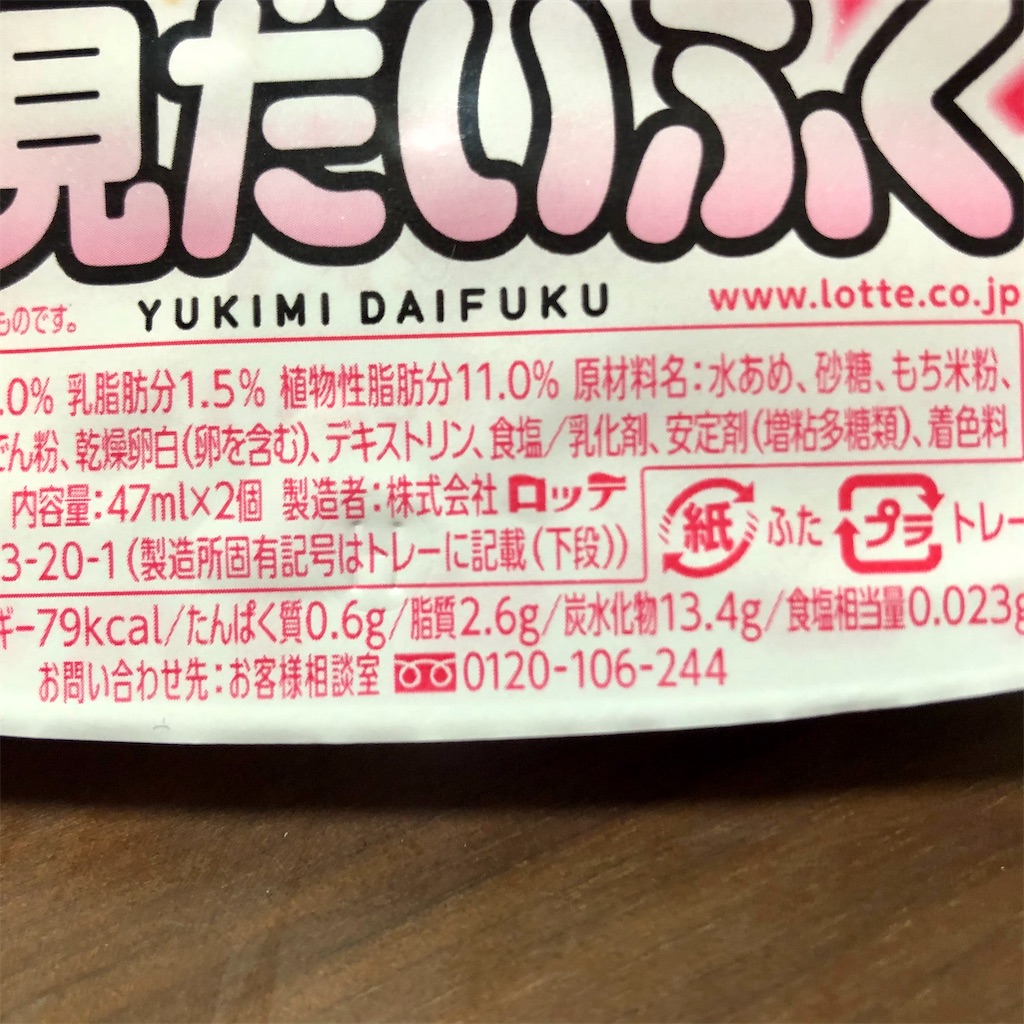 見だいふく
YUKIMI DAIFUKU
www.lotte.co.jp
ものです。
.0% 乳脂肪分1.5% 植物性脂肪分11.0% 原材料名:水あめ、砂糖、もち米粉、
でん粉、乾燥卵白(卵を含む)、デキストリン、食塩/乳化剤、安定剤(増粘多糖類)、着色料
内容量:47ml×2個 製造者:株式会社ロッテ
3-20-1(製造所固有記号はトレーに記載(下段))
紙 ふた プラ トレー
ギー79kcal/たんぱく質0.6g/脂質2.6g/炭水化物13.4g/食塩相当量0.023g
お問い合わせ先:お客様相談室 0120-106-244